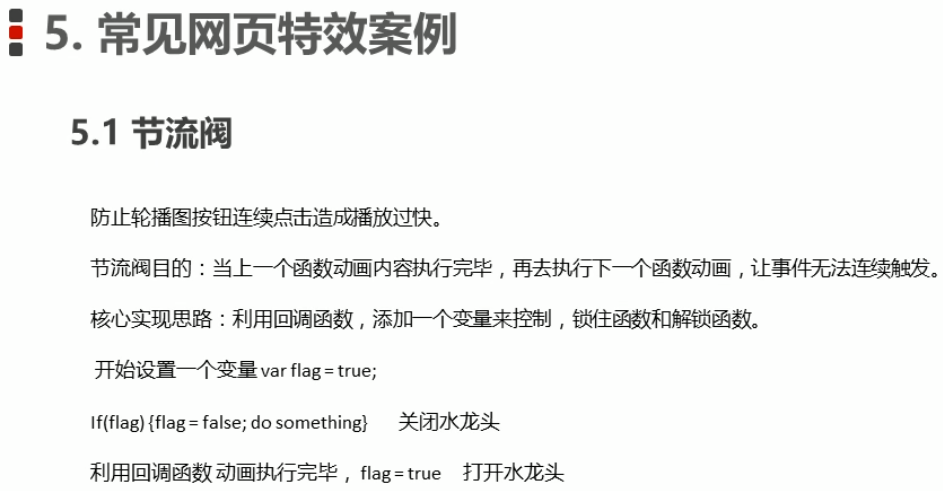 5. 常见网页特效案例
5.1 节流阀
防止轮播图按钮连续点击造成播放过快。
节流阀目的：当上一个函数动画内容执行完毕，再去执行下一个函数动画，让事件无法连续触发。
核心实现思路：利用回调函数，添加一个变量来控制，锁住函数和解锁函数。
开始设置一个变量 var flag = true;
If(flag) {flag = false; do something} 关闭水龙头
利用回调函数 动画执行完毕， flag = true 打开水龙头